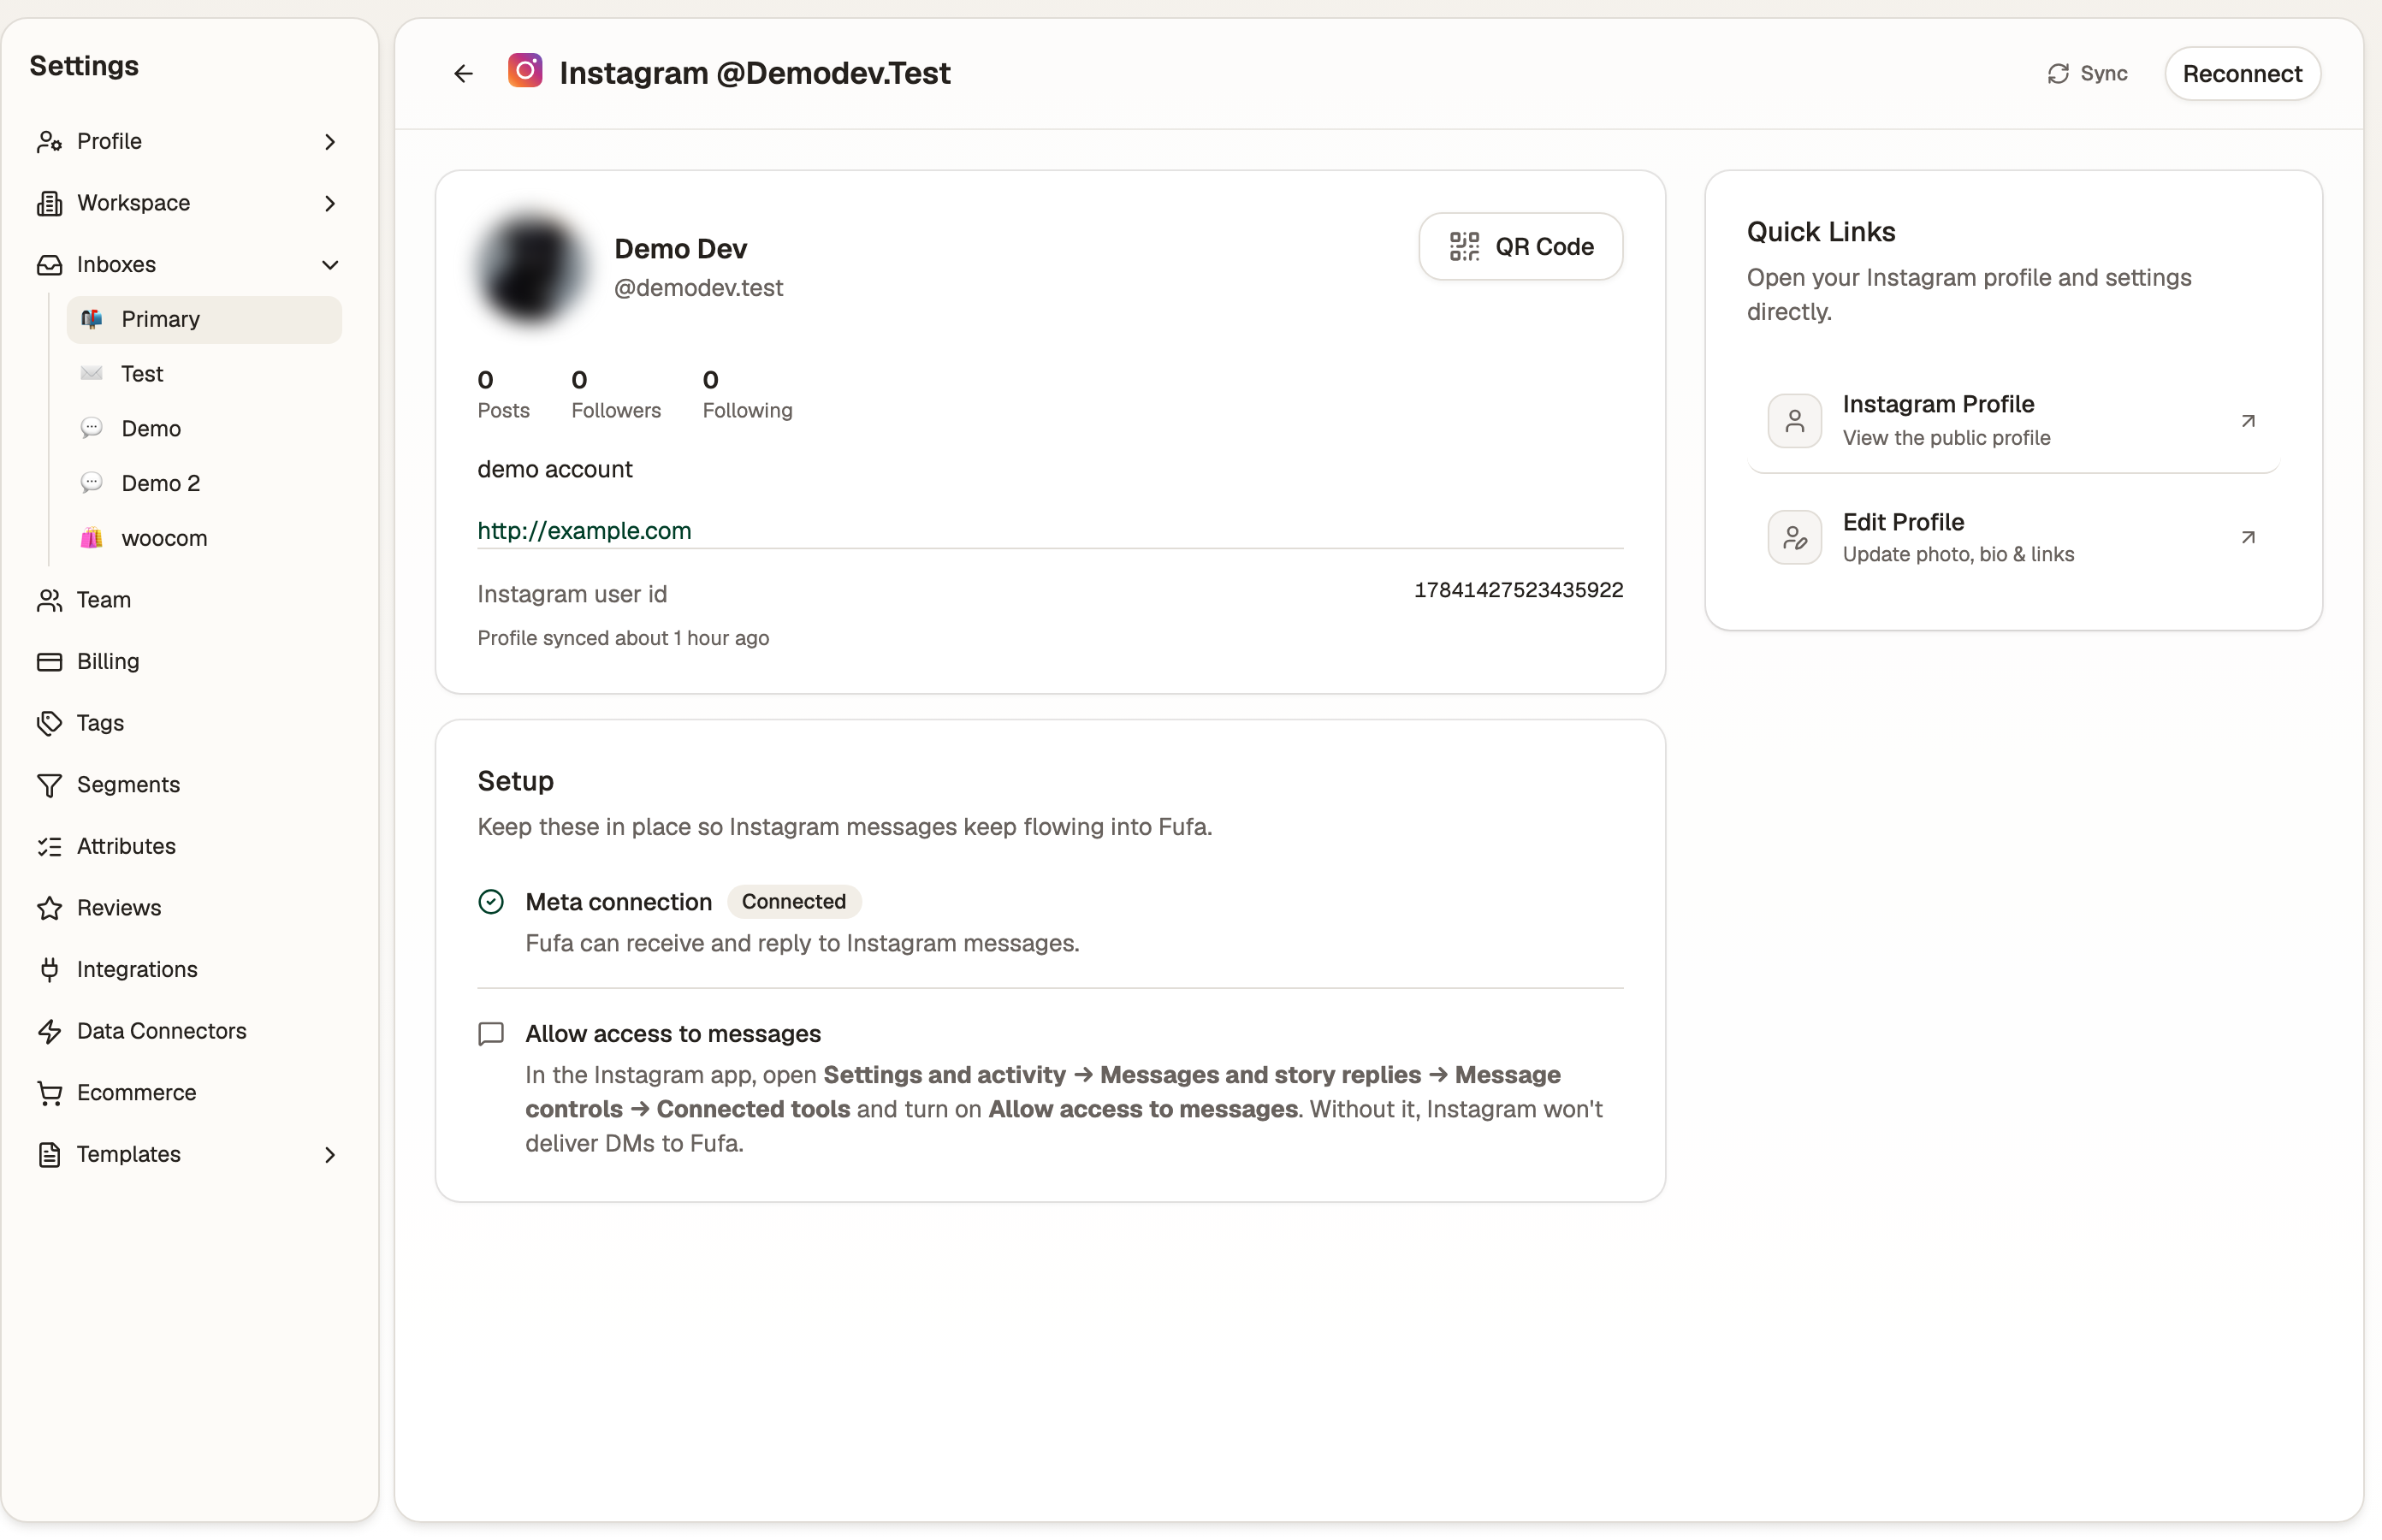 Settings
Profile
Workspace
Inboxes
Primary
Test
Demo
Demo 2
woocom
Team
Billing
Tags
Segments
Attributes
Reviews
Integrations
Data Connectors
Ecommerce
Templates
Instagram @Demodev.Test
Sync
Reconnect
Demo Dev
@demodev.test
QR Code
0 0 0
Posts Followers Following
demo account
http://example.com
Instagram user id 17841427523435922
Profile synced about 1 hour ago
Setup
Keep these in place so Instagram messages keep flowing into Fufa.
Meta connection Connected
Fufa can receive and reply to Instagram messages.
Allow access to messages
In the Instagram app, open Settings and activity → Messages and story replies → Message
controls → Connected tools and turn on Allow access to messages. Without it, Instagram won't
deliver DMs to Fufa.
Quick Links
Open your Instagram profile and settings
directly.
Instagram Profile
View the public profile
Edit Profile
Update photo, bio & links